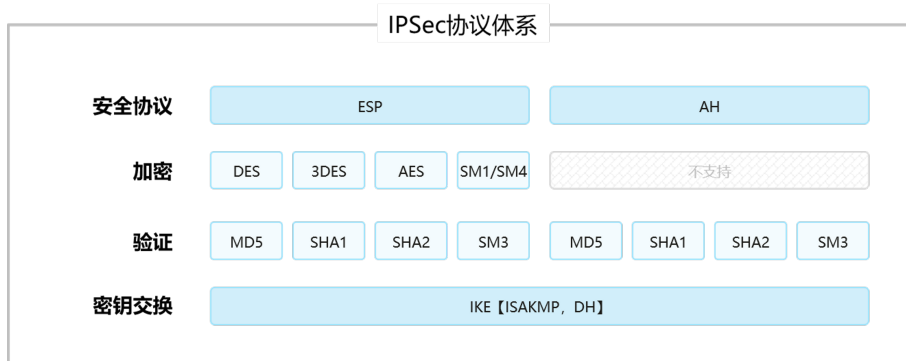 IPSec协议体系
安全协议 ESP AH
加密 DES 3DES AES SM1/SM4 不支持
验证 MD5 SHA1 SHA2 SM3 MD5 SHA1 SHA2 SM3
密钥交换 IKE【ISAKMP，DH】